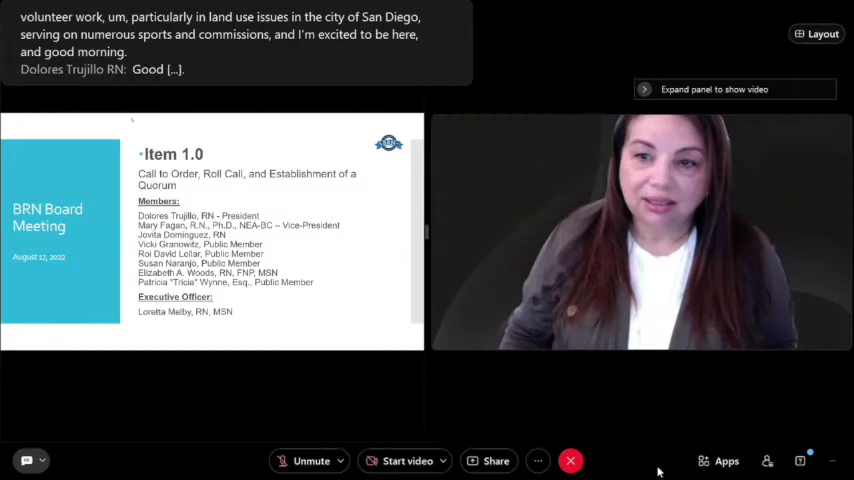 volunteer work, um, particularly in land use issues in the city of San Diego,
serving on numerous sports and commissions, and I'm excited to be here,
and good morning.
Dolores Trujillo RN: Good [...].
Layout
Expand panel to show video
BRN Board
Meeting
August 17, 2022
•Item 1.0
Call to Order, Roll Call, and Establishment of a
Quorum
Members:
Dolores Trujillo, RN - President
Mary Fagan, R.N., Ph.D., NEA-BC – Vice-President
Jovita Dominguez, RN
Vicki Granowitz, Public Member
Roi David Lollar, Public Member
Susan Naranjo, Public Member
Elizabeth A. Woods, RN, FNP, MSN
Patricia "Tricia" Wynne, Esq., Public Member
Executive Officer:
Loretta Melby, RN, MSN
BRN
Unmute
Start video
Share
Apps